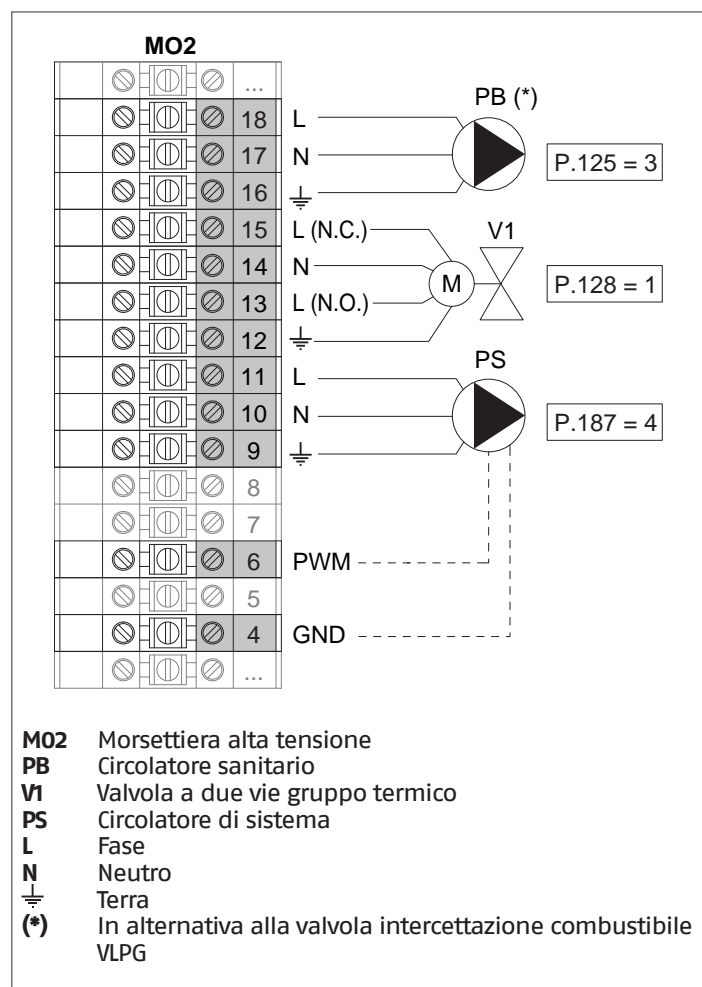 MO2
...
18 L
PB (*)
17 N
P.125 = 3
16
15 L (N.C.)
V1
14 N
M
P.128 = 1
13 L (N.O.)
12
PS
11 L
10 N
P.187 = 4
9
8
7
6 PWM
5
4 GND
...
M02 Morsettiera alta tensione
PB Circolatore sanitario
V1 Valvola a due vie gruppo termico
PS Circolatore di sistema
L Fase
N Neutro
⏚ Terra
(*) In alternativa alla valvola intercettazione combustibile
VLPG